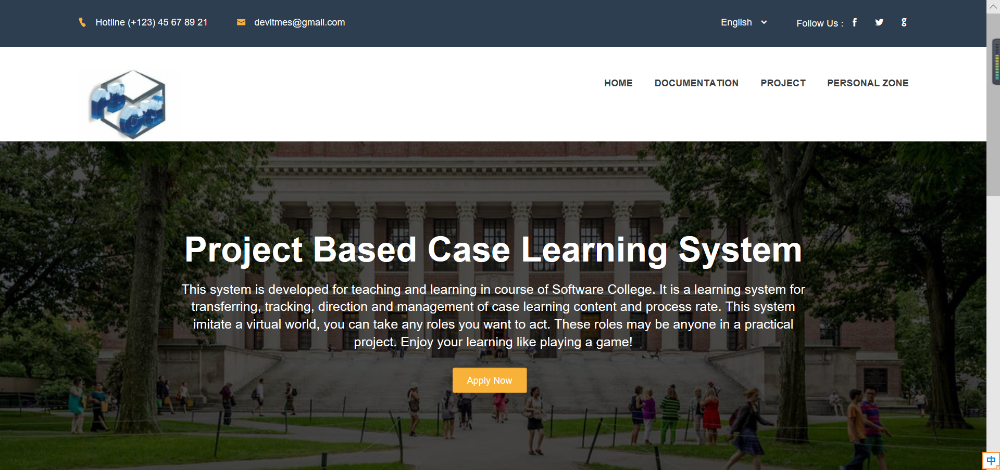 Hotline (+123) 45 67 89 21
devitmes@gmail.com
English
Follow Us :
HOME
DOCUMENTATION
PROJECT
PERSONAL ZONE
Project Based Case Learning System
This system is developed for teaching and learning in course of Software College. It is a learning system for
transferring, tracking, direction and management of case learning content and process rate. This system
imitate a virtual world, you can take any roles you want to act. These roles may be anyone in a practical
project. Enjoy your learning like playing a game!
Apply Now
中